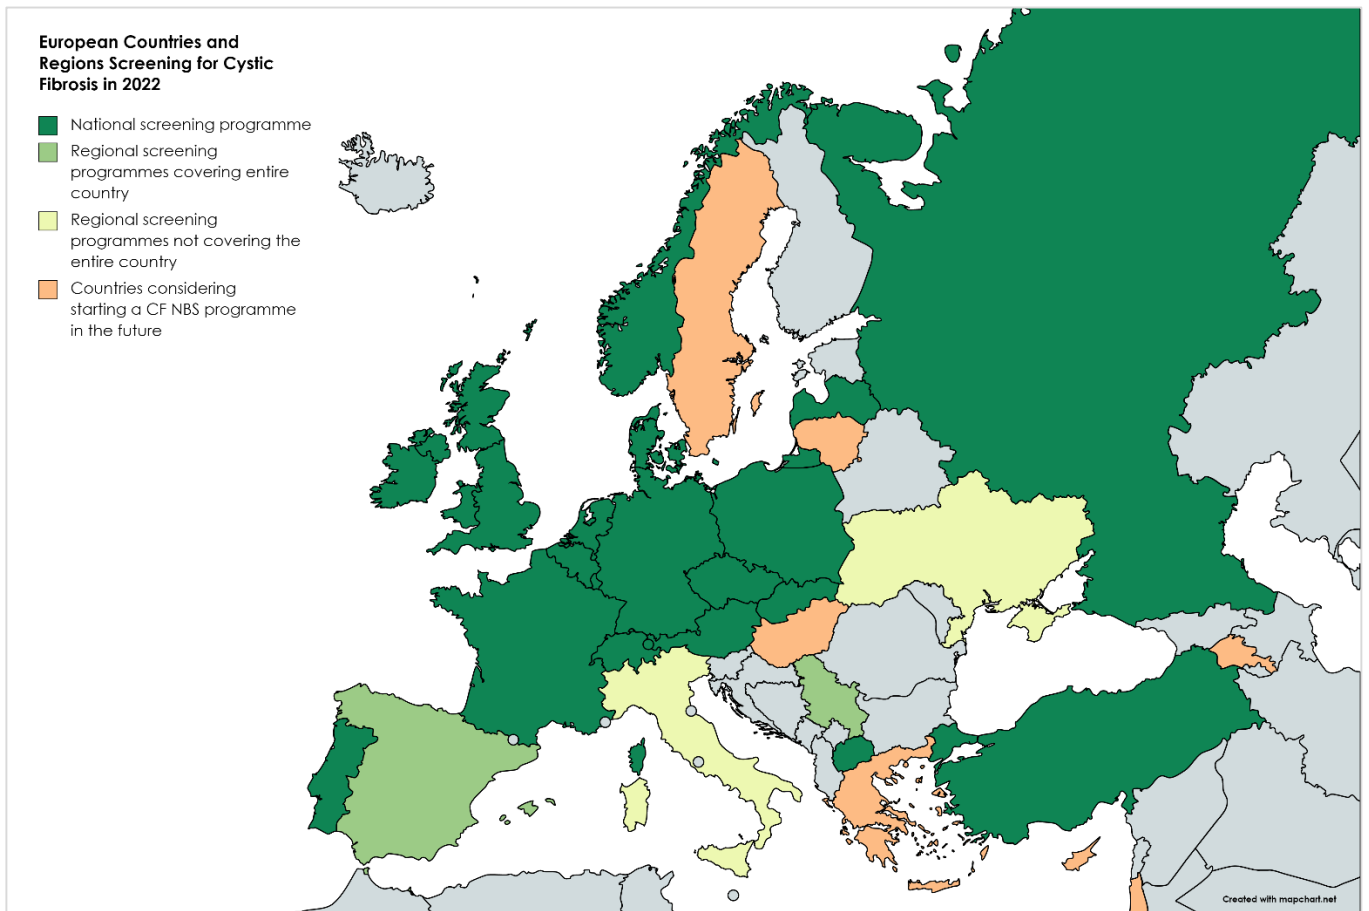 European Countries and
Regions Screening for Cystic
Fibrosis in 2022
National screening programme
Regional screening
programmes covering entire
country
Regional screening
programmes not covering the
entire country
Countries considering
starting a CF NBS programme
in the future
Created with mapchart.net